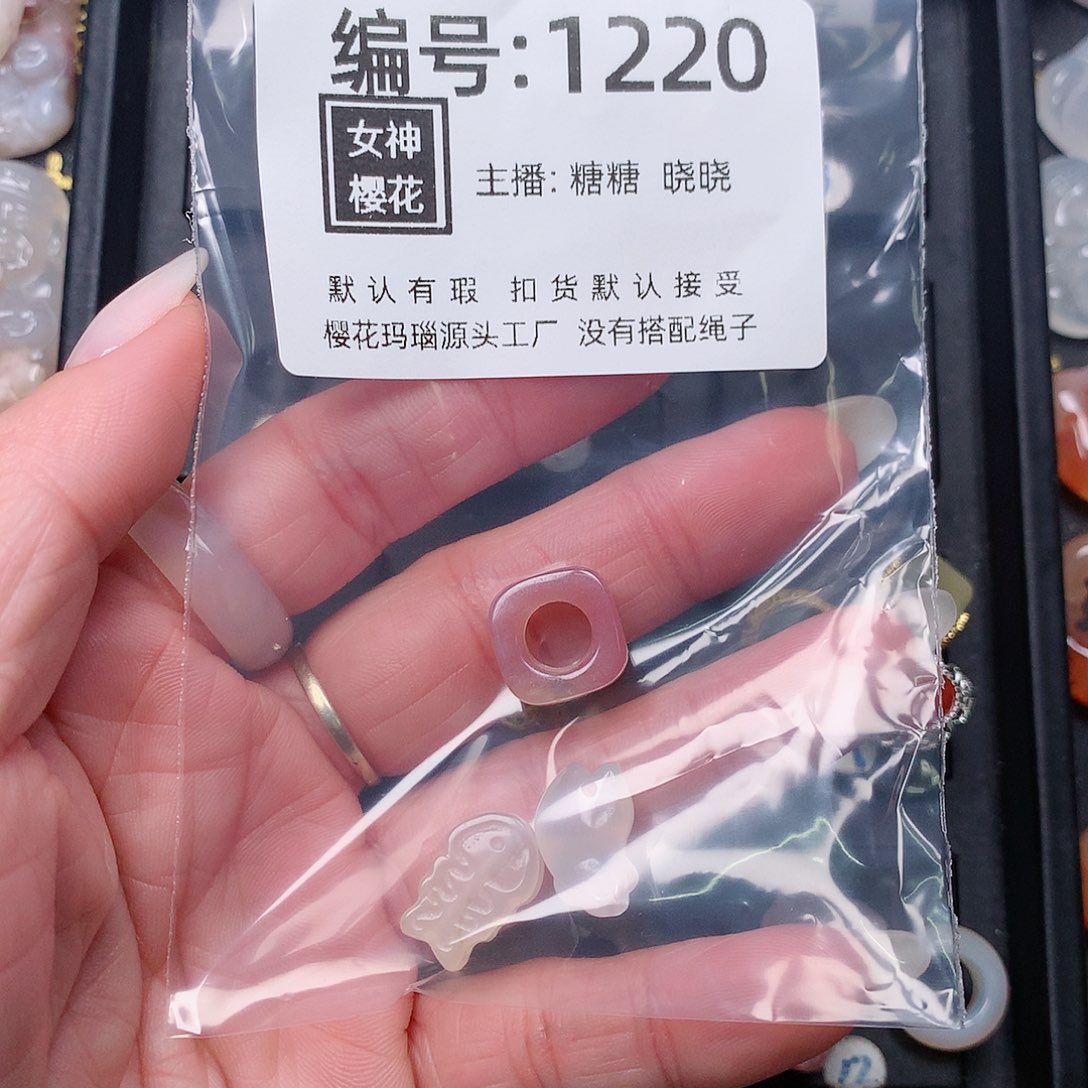 编号:1220
女神
樱花
主播: 糖糖 晓晓
默认有瑕 扣货默认接受
樱花玛瑙源头工厂 没有搭配绳子